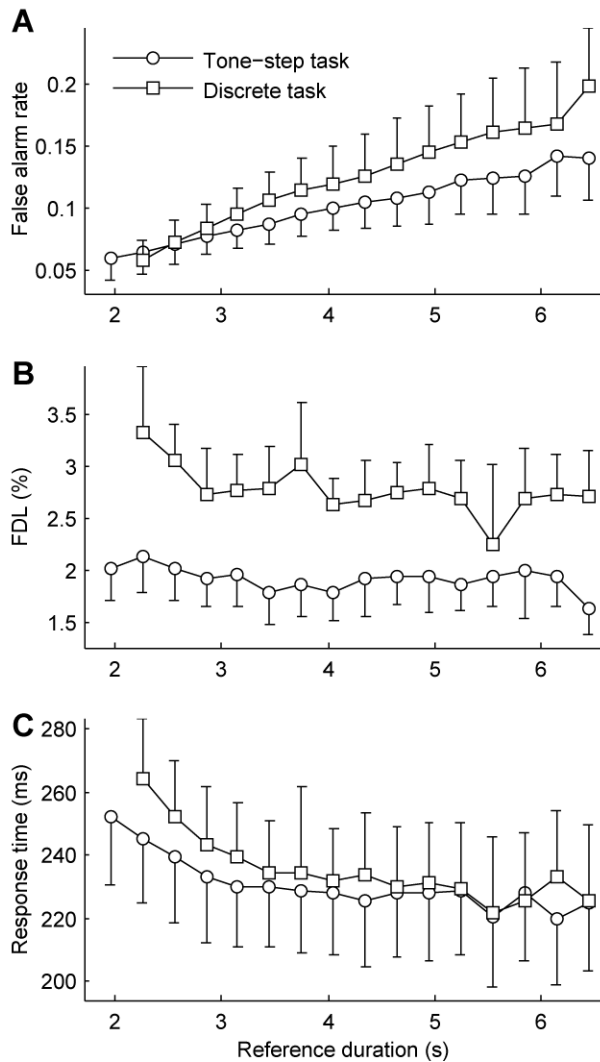 A
Tone-step task
Discrete task
False alarm rate
0.2
0.15
0.1
0.05
2 3 4 5 6
B
FDL (%)
3.5
3
2.5
2
1.5
2 3 4 5 6
C
Response time (ms)
280
260
240
220
200
2 3 4 5 6
Reference duration (s)